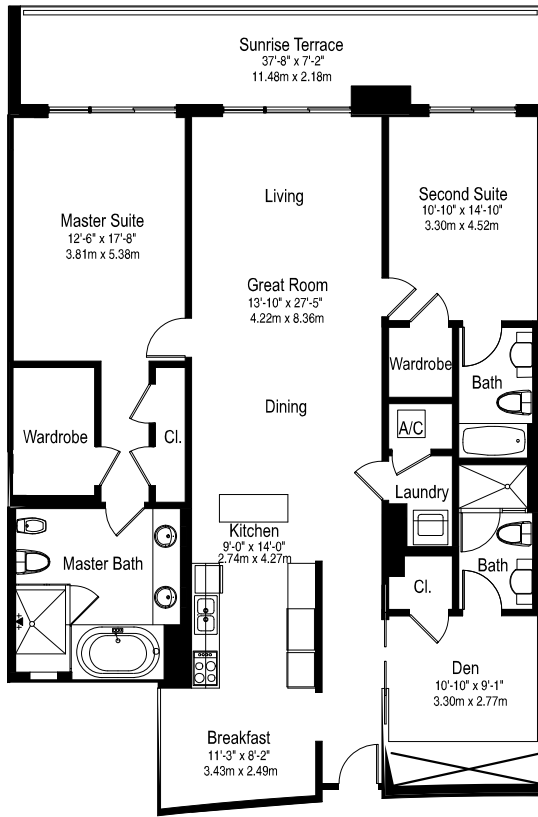 Sunrise Terrace
37'-8" x 7'-2"
11.48m x 2.18m
Living
Master Suite
12'-6" x 17'-8"
3.81m x 5.38m
Second Suite
10'-10" x 14'-10"
3.30m x 4.52m
Great Room
13'-10" x 27'-5"
4.22m x 8.36m
Wardrobe
Bath
Dining
Wardrobe
Cl.
A/C
Laundry
Kitchen
9'-0" x 14'-0"
2.74m x 4.27m
Master Bath
Bath
Cl.
Den
10'-10" x 9'-1"
3.30m x 2.77m
Breakfast
11'-3" x 8'-2"
3.43m x 2.49m